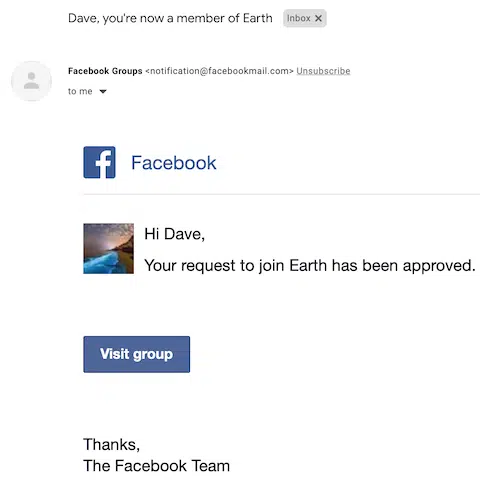 Dave, you're now a member of Earth Inbox ✕
Facebook Groups <notification@facebookmail.com> Unsubscribe
to me
Facebook
Hi Dave,
Your request to join Earth has been approved.
Visit group
Thanks,
The Facebook Team